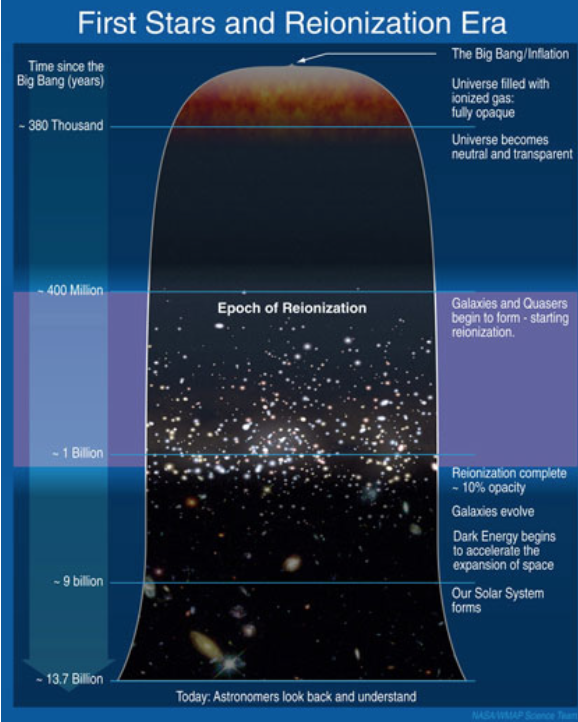 First Stars and Reionization Era
Time since the
Big Bang (years)
The Big Bang/Inflation
Universe filled with
ionized gas:
fully opaque
~ 380 Thousand
Universe becomes
neutral and transparent
~ 400 Million
Epoch of Reionization
Galaxies and Quasers
begin to form - starting
reionization.
~ 1 Billion
Reionization complete
~ 10% opacity
Galaxies evolve
Dark Energy begins
to accelerate the
expansion of space
~ 9 billion
Our Solar System
forms
~ 13.7 Billion
Today: Astronomers look back and understand
NASA/WMAP Science Team